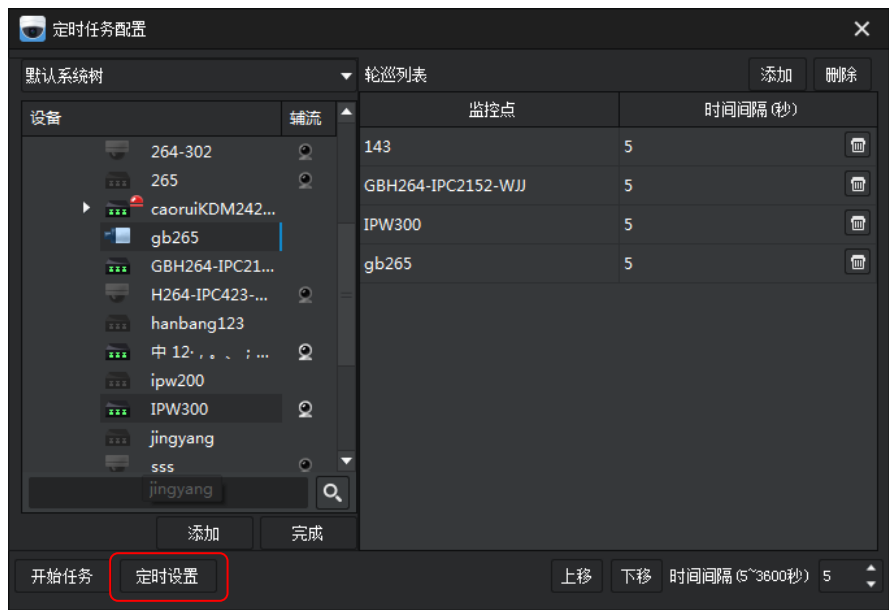 定时任务配置
默认系统树
轮巡列表
添加
删除
设备
辅流
监控点
时间间隔(秒)
264-302
265
caoruiKDM242...
gb265
GBH264-IPC21...
H264-IPC423-...
hanbang123
中 12·，。、；...
ipw200
IPW300
jingyang
sss
jingyang
143
5
GBH264-IPC2152-WJJ
5
IPW300
5
gb265
5
添加
完成
开始任务
定时设置
上移
下移
时间间隔(5~3600秒)
5